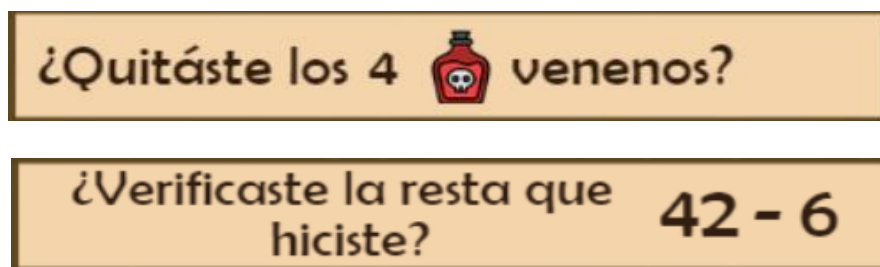 ¿Quitáste los 4 venenos?
¿Verificaste la resta que
hiciste?
42 - 6